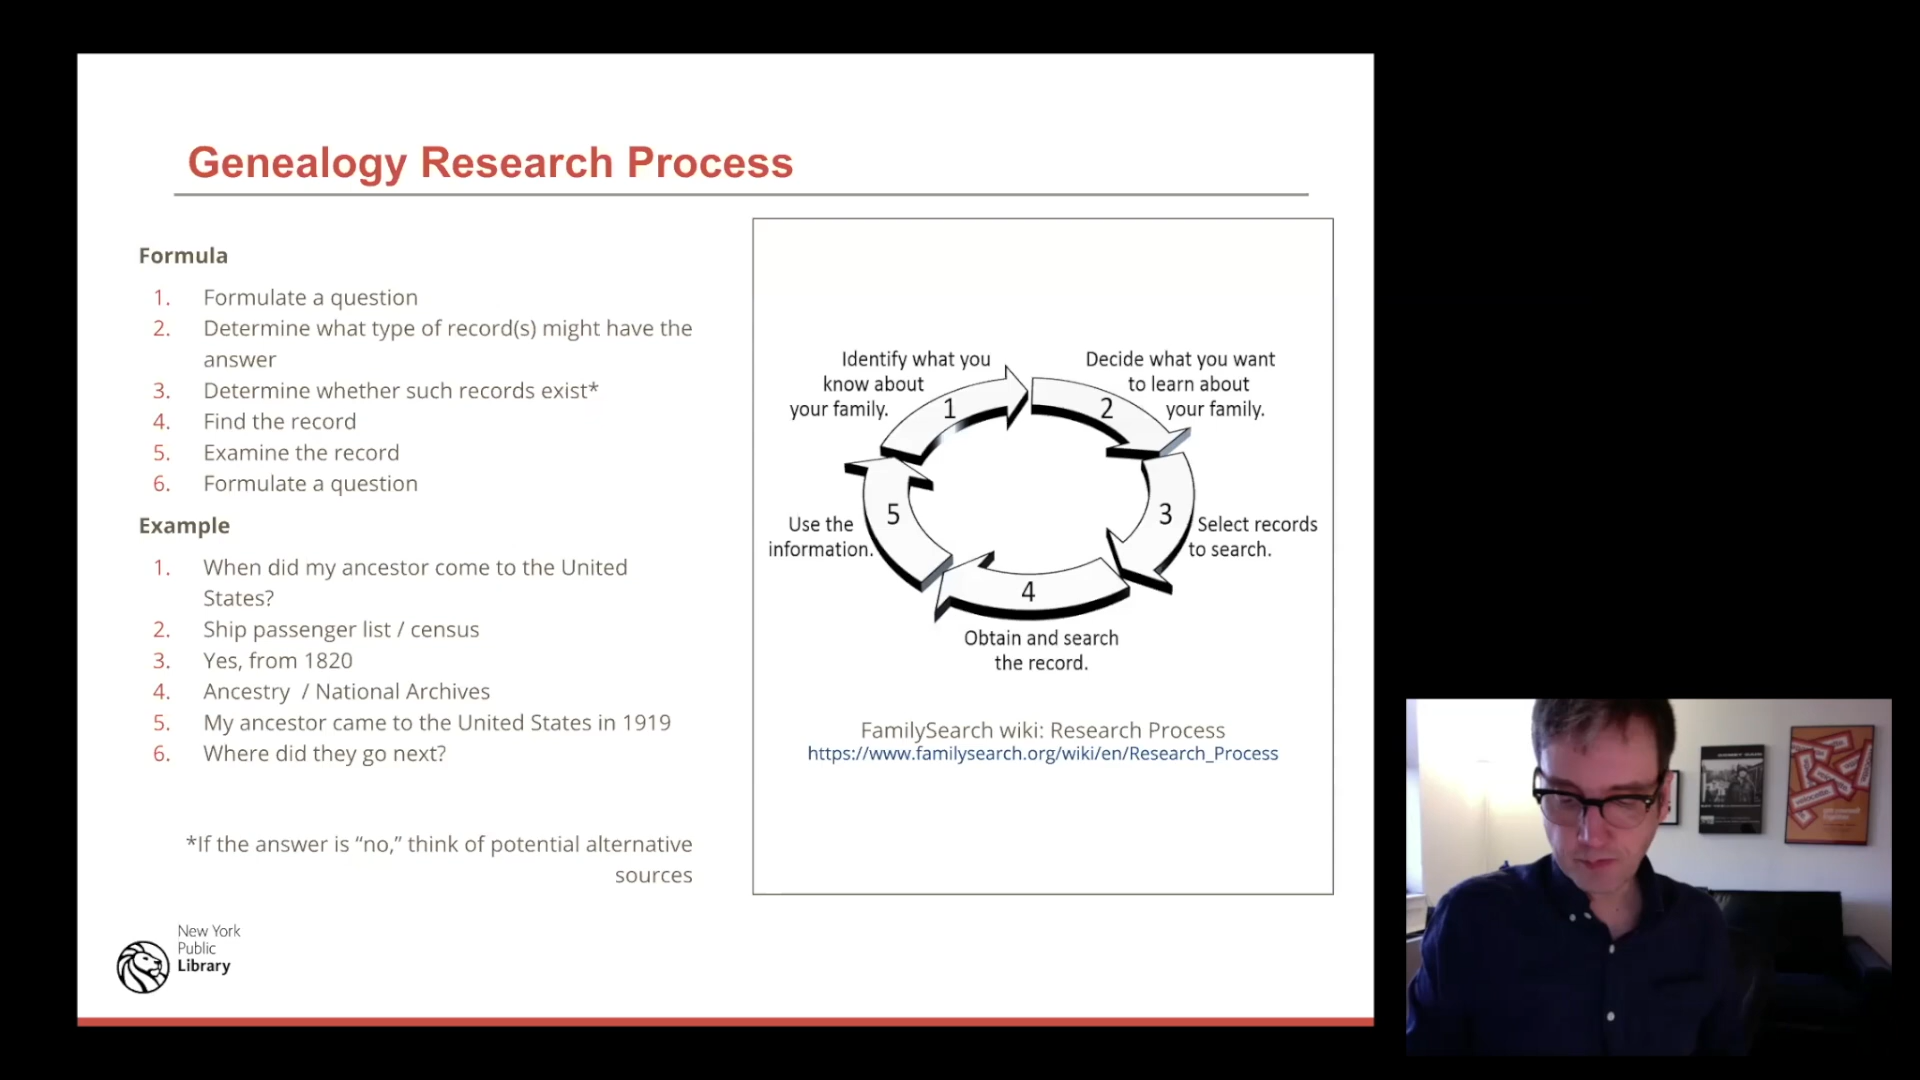 Genealogy Research Process
Formula
1. Formulate a question
2. Determine what type of record(s) might have the
answer
3. Determine whether such records exist*
4. Find the record
5. Examine the record
6. Formulate a question
Example
1. When did my ancestor come to the United
States?
2. Ship passenger list / census
3. Yes, from 1820
4. Ancestry / National Archives
5. My ancestor came to the United States in 1919
6. Where did they go next?
*If the answer is “no,” think of potential alternative
sources
New York
Public
Library
Identify what you
know about
your family.
1
Decide what you want
to learn about
your family.
2
3
Select records
to search.
4
Obtain and search
the record.
5
Use the
information.
FamilySearch wiki: Research Process
https://www.familysearch.org/wiki/en/Research_Process